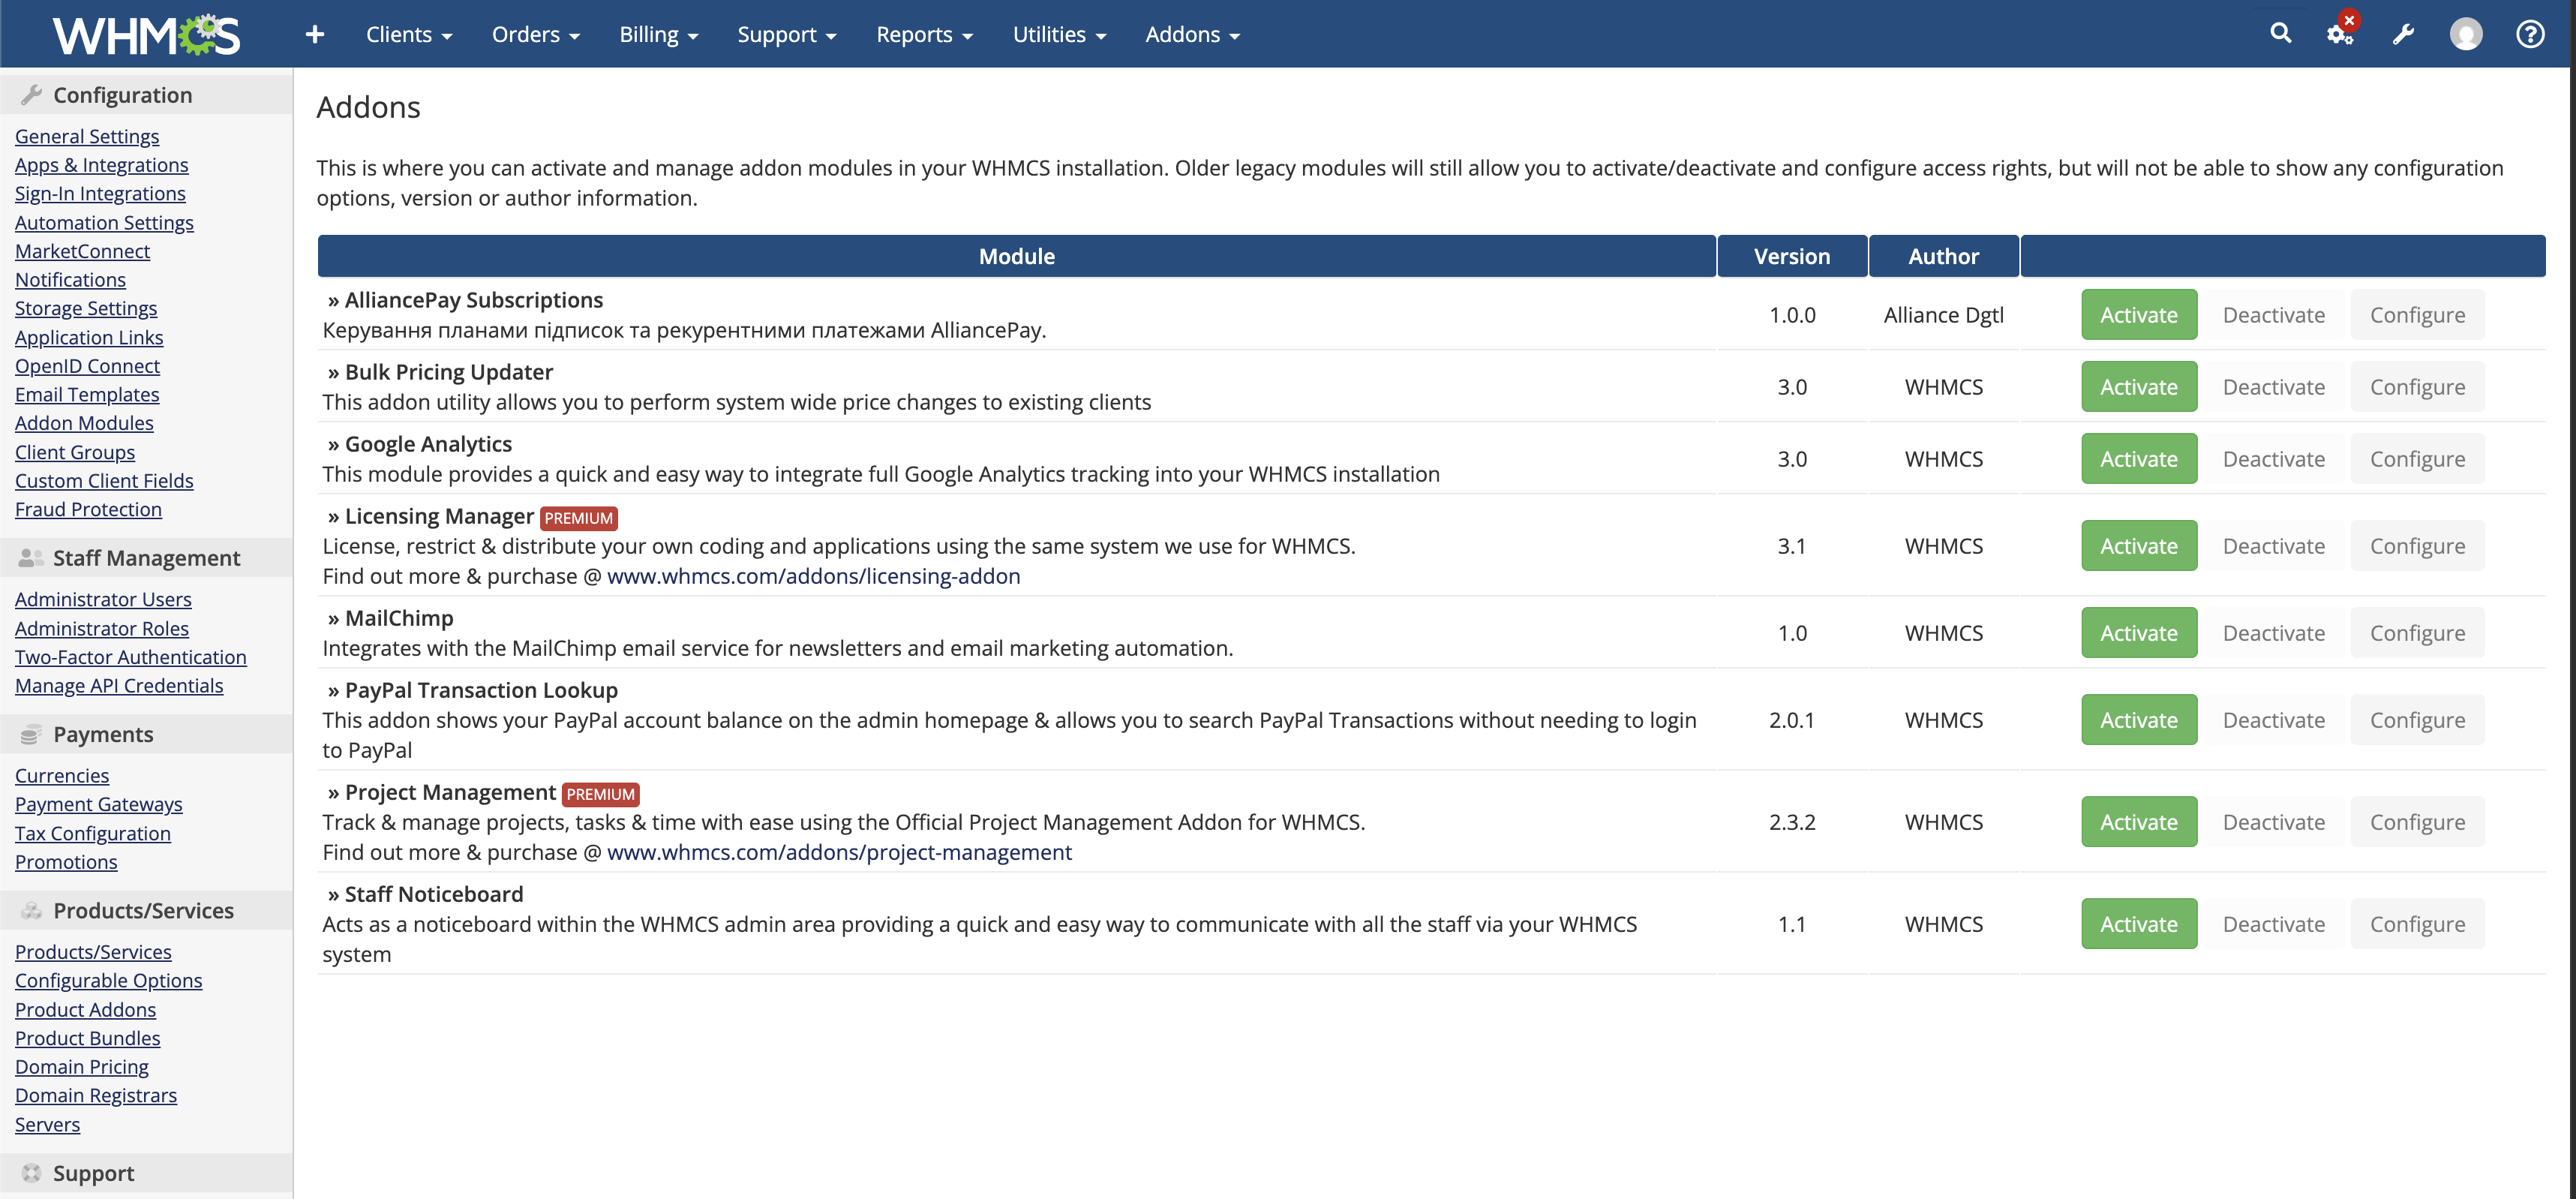 WHMCS
Clients Orders Billing Support Reports Utilities Addons
Configuration
General Settings
Apps & Integrations
Sign-In Integrations
Automation Settings
MarketConnect
Notifications
Storage Settings
Application Links
OpenID Connect
Email Templates
Addon Modules
Client Groups
Custom Client Fields
Fraud Protection
Staff Management
Administrator Users
Administrator Roles
Two-Factor Authentication
Manage API Credentials
Payments
Currencies
Payment Gateways
Tax Configuration
Promotions
Products/Services
Products/Services
Configurable Options
Product Addons
Product Bundles
Domain Pricing
Domain Registrars
Servers
Support
Addons
This is where you can activate and manage addon modules in your WHMCS installation. Older legacy modules will still allow you to activate/deactivate and configure access rights, but will not be able to show any configuration
options, version or author information.
Module Version Author
» AlliancePay Subscriptions
Керування планами підписок та рекурентними платежами AlliancePay.
1.0.0 Alliance Dgtl Activate Deactivate Configure
» Bulk Pricing Updater
This addon utility allows you to perform system wide price changes to existing clients
3.0 WHMCS Activate Deactivate Configure
» Google Analytics
This module provides a quick and easy way to integrate full Google Analytics tracking into your WHMCS installation
3.0 WHMCS Activate Deactivate Configure
» Licensing Manager PREMIUM
License, restrict & distribute your own coding and applications using the same system we use for WHMCS.
Find out more & purchase @ www.whmcs.com/addons/licensing-addon
3.1 WHMCS Activate Deactivate Configure
» MailChimp
Integrates with the MailChimp email service for newsletters and email marketing automation.
1.0 WHMCS Activate Deactivate Configure
» PayPal Transaction Lookup
This addon shows your PayPal account balance on the admin homepage & allows you to search PayPal Transactions without needing to login
to PayPal
2.0.1 WHMCS Activate Deactivate Configure
» Project Management PREMIUM
Track & manage projects, tasks & time with ease using the Official Project Management Addon for WHMCS.
Find out more & purchase @ www.whmcs.com/addons/project-management
2.3.2 WHMCS Activate Deactivate Configure
» Staff Noticeboard
Acts as a noticeboard within the WHMCS admin area providing a quick and easy way to communicate with all the staff via your WHMCS
system
1.1 WHMCS Activate Deactivate Configure